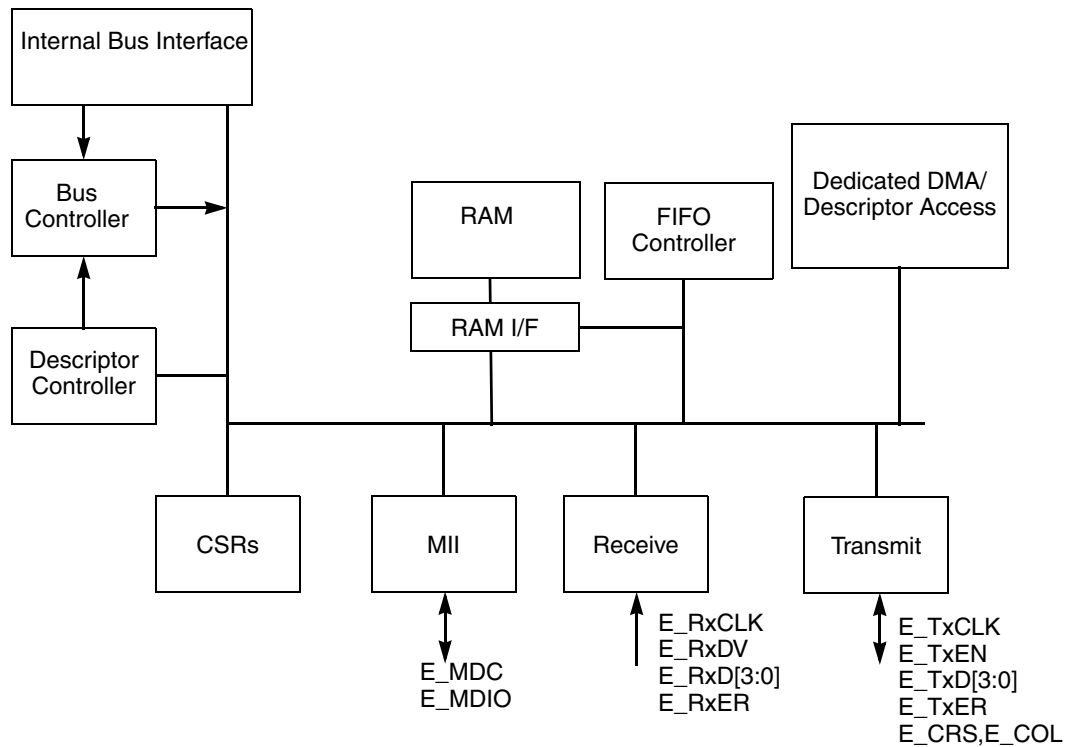 Internal Bus Interface
Bus
Controller
RAM
FIFO
Controller
Dedicated DMA/
Descriptor Access
RAM I/F
Descriptor
Controller
CSRs
MII
Receive
Transmit
E_MDC
E_MDIO
E_RxCLK
E_RxDV
E_RxD[3:0]
E_RxER
E_TxCLK
E_TxEN
E_TxD[3:0]
E_TxER
E_CRS,E_COL